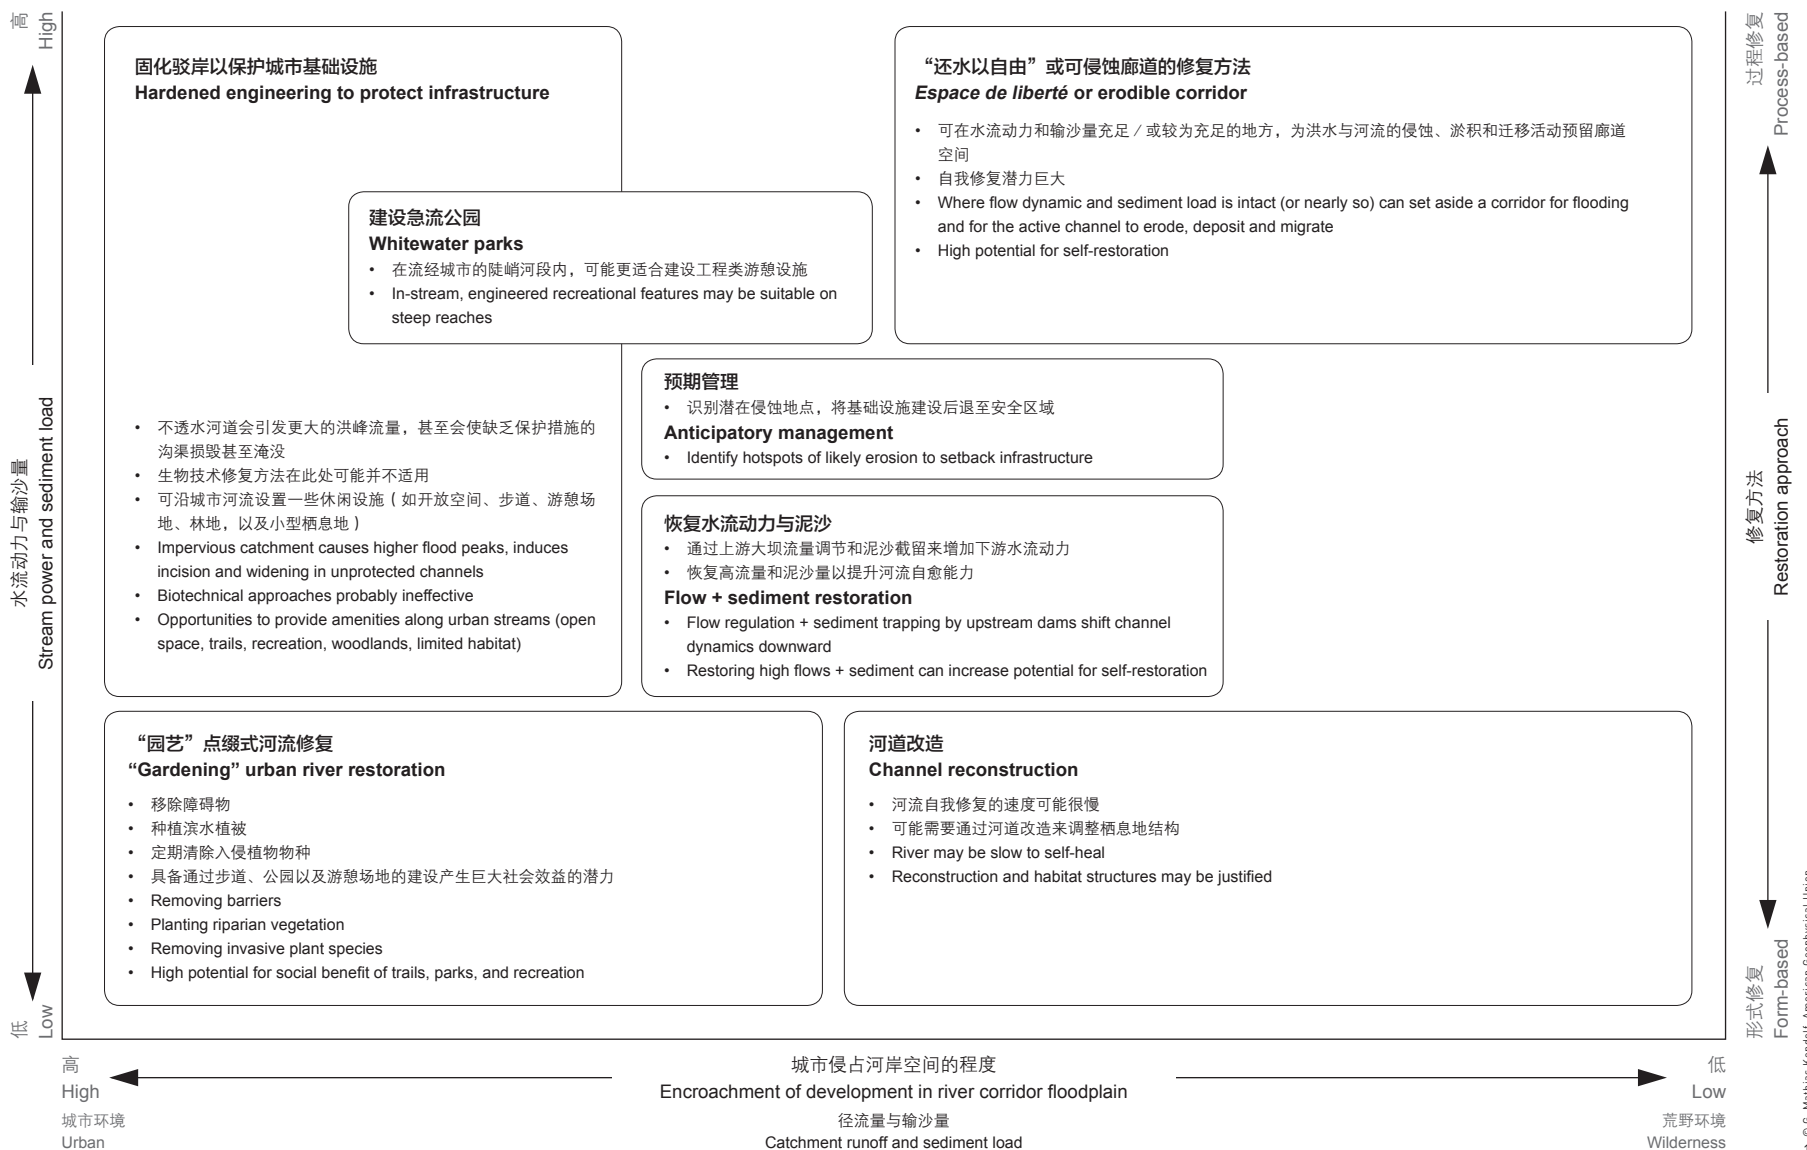 高
High
水流动力与输沙量
Stream power and sediment load
低
Low
固化驳岸以保护城市基础设施
Hardened engineering to protect infrastructure
• 不透水河道会引发更大的洪峰流量，甚至会使缺乏保护措施的
沟渠损毁甚至淹没
• 生物技术修复方法在此处可能并不适用
• 可沿城市河流设置一些休闲设施（如开放空间、步道、游憩场
地、林地，以及小型栖息地）
• Impervious catchment causes higher flood peaks, induces
incision and widening in unprotected channels
• Biotechnical approaches probably ineffective
• Opportunities to provide amenities along urban streams (open
space, trails, recreation, woodlands, limited habitat)
建设急流公园
Whitewater parks
• 在流经城市的陡峭河段内，可能更适合建设工程类游憩设施
• In-stream, engineered recreational features may be suitable on
steep reaches
“还水以自由”或可侵蚀廊道的修复方法
Espace de liberté or erodible corridor
• 可在水流动力和输沙量充足／或较为充足的地方，为洪水与河流的侵蚀、淤积和迁移活动预留廊道
空间
• 自我修复潜力巨大
• Where flow dynamic and sediment load is intact (or nearly so) can set aside a corridor for flooding
and for the active channel to erode, deposit and migrate
• High potential for self-restoration
预期管理
• 识别潜在侵蚀地点，将基础设施建设后退至安全区域
Anticipatory management
• Identify hotspots of likely erosion to setback infrastructure
恢复水流动力与泥沙
• 通过上游大坝流量调节和泥沙截留来增加下游水流动力
• 恢复高流量和泥沙量以提升河流自愈能力
Flow + sediment restoration
• Flow regulation + sediment trapping by upstream dams shift channel
dynamics downward
• Restoring high flows + sediment can increase potential for self-restoration
“园艺”点缀式河流修复
“Gardening” urban river restoration
• 移除障碍物
• 种植滨水植被
• 定期清除入侵植物物种
• 具备通过步道、公园以及游憩场地的建设产生巨大社会效益的潜力
• Removing barriers
• Planting riparian vegetation
• Removing invasive plant species
• High potential for social benefit of trails, parks, and recreation
河道改造
Channel reconstruction
• 河流自我修复的速度可能很慢
• 可能需要通过河道改造来调整栖息地结构
• River may be slow to self-heal
• Reconstruction and habitat structures may be justified
过程修复
Process-based
修复方法
Restoration approach
形式修复
Form-based
高
High
城市侵占河岸空间的程度
Encroachment of development in river corridor floodplain
低
Low
城市环境
Urban
径流量与输沙量
Catchment runoff and sediment load
荒野环境
Wilderness
© G. Mathias Kondolf, American Geophysical Union